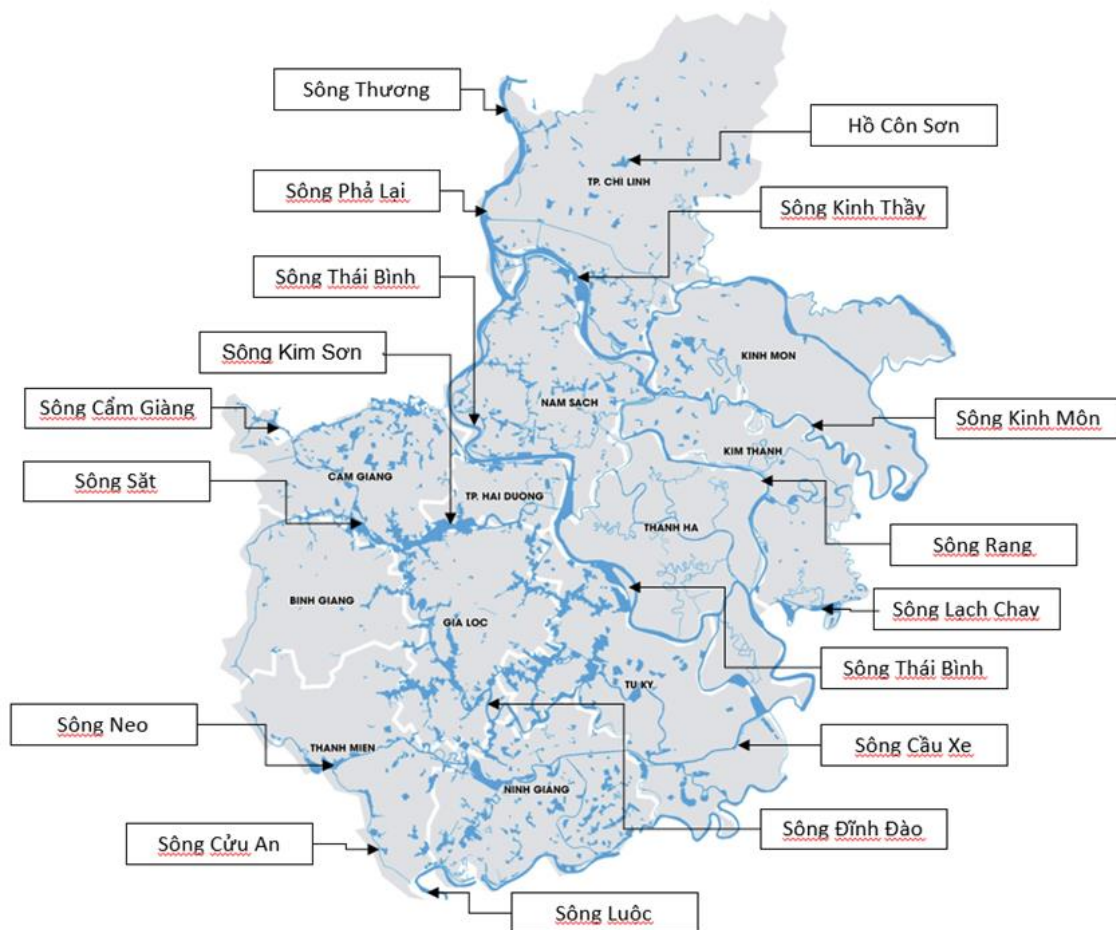 Sông Thương
Hồ Côn Sơn
TP. CHI LINH
Sông Phả Lại
Sông Kinh Thầy
Sông Thái Bình
Sông Kim Sơn
KINH MON
NAM SACH
Sông Cẩm Giàng
Sông Kinh Môn
KIM THANH
CAM GIANG
TP. HAI DUONG
Sông Sặt
THANH HA
Sông Rang
BINH GIANG
Sông Lạch Chay
GIA LOC
Sông Thái Bình
TU KY
Sông Neo
THANH MIEN
Sông Cầu Xe
NINH GIANG
Sông Đĩnh Đào
Sông Cửu An
Sông Luộc